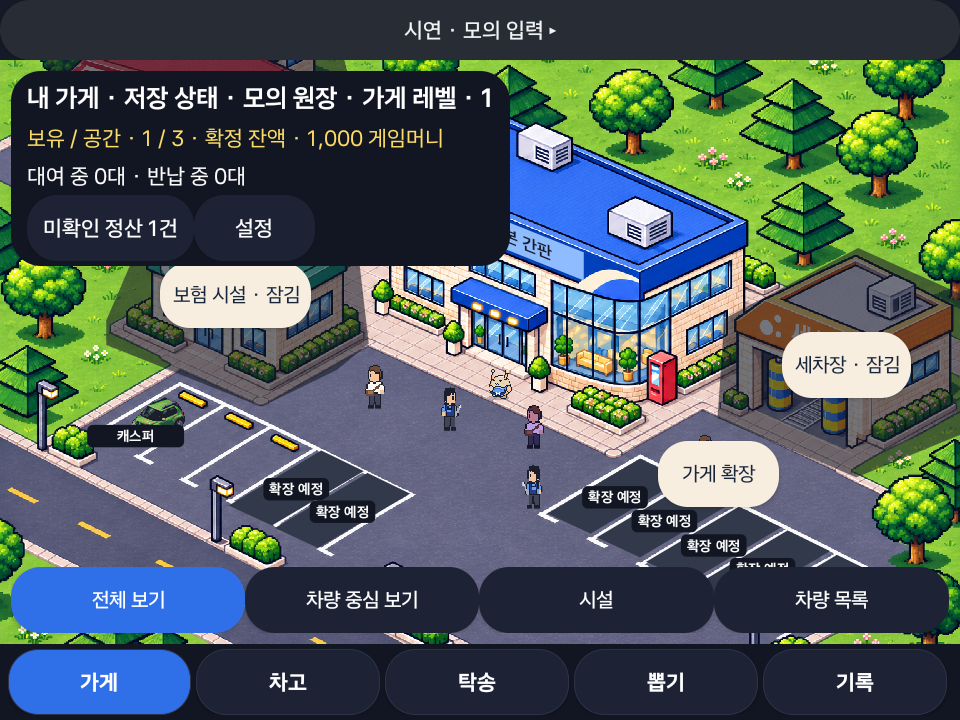 시연 · 모의 입력 ▸
내 가게 · 저장 상태 · 모의 원장 · 가게 레벨 · 1
보유 / 공간 · 1 / 3 · 확정 잔액 · 1,000 게임머니
대여 중 0대 · 반납 중 0대
미확인 정산 1건
설정
간판
보험 시설 · 잠김
세차장 · 잠김
캐스퍼
가게 확장
확장 예정
확장 예정
확장 예정
확장 예정
확장 예정
전체 보기
차량 중심 보기
시설
차량 목록
가게
차고
탁송
뽑기
기록